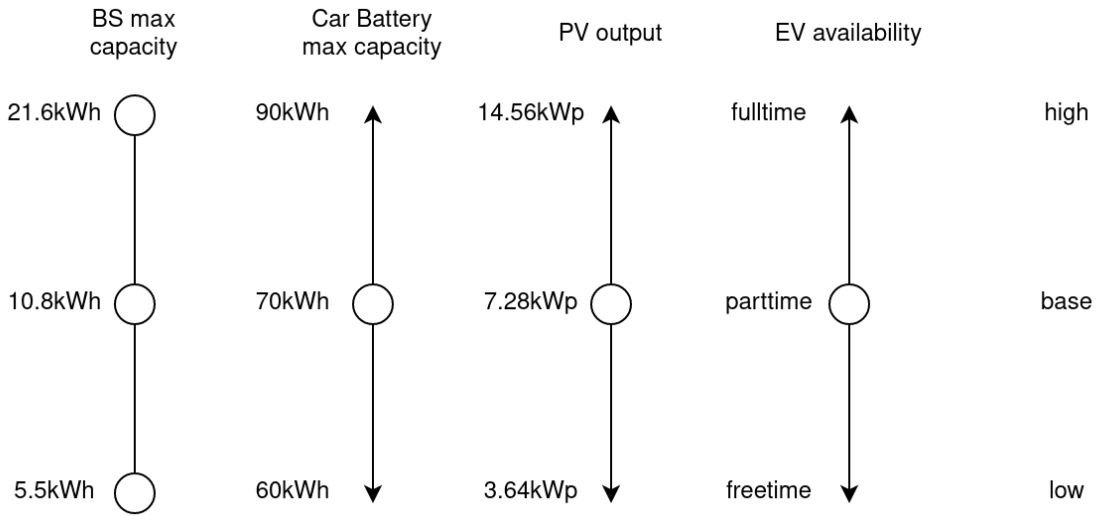 BS max
capacity
Car Battery
max capacity
PV output
EV availability
21.6kWh
90kWh
14.56kWp
fulltime
high
10.8kWh
70kWh
7.28kWp
parttime
base
5.5kWh
60kWh
3.64kWp
freetime
low